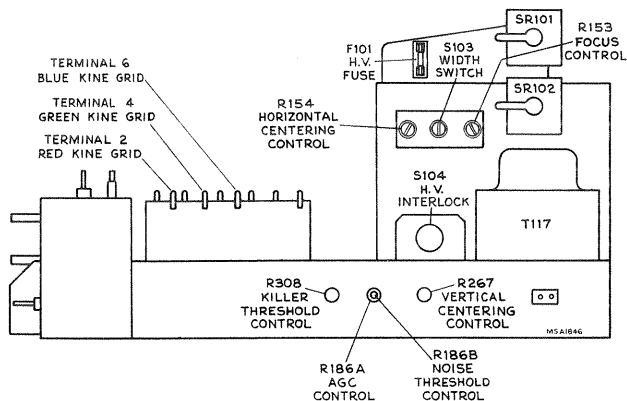 SR101
R153
FOCUS
CONTROL
F101
H.V.
FUSE
S103
WIDTH
SWITCH
TERMINAL 6
BLUE KINE GRID
SR102
TERMINAL 4
GREEN KINE GRID
R154
HORIZONTAL
CENTERING
CONTROL
TERMINAL 2
RED KINE GRID
S104
H.V.
INTERLOCK
T117
R308
KILLER
THRESHOLD
CONTROL
R267
VERTICAL
CENTERING
CONTROL
MSA1846
R186A
AGC
CONTROL
R186B
NOISE
THRESHOLD
CONTROL